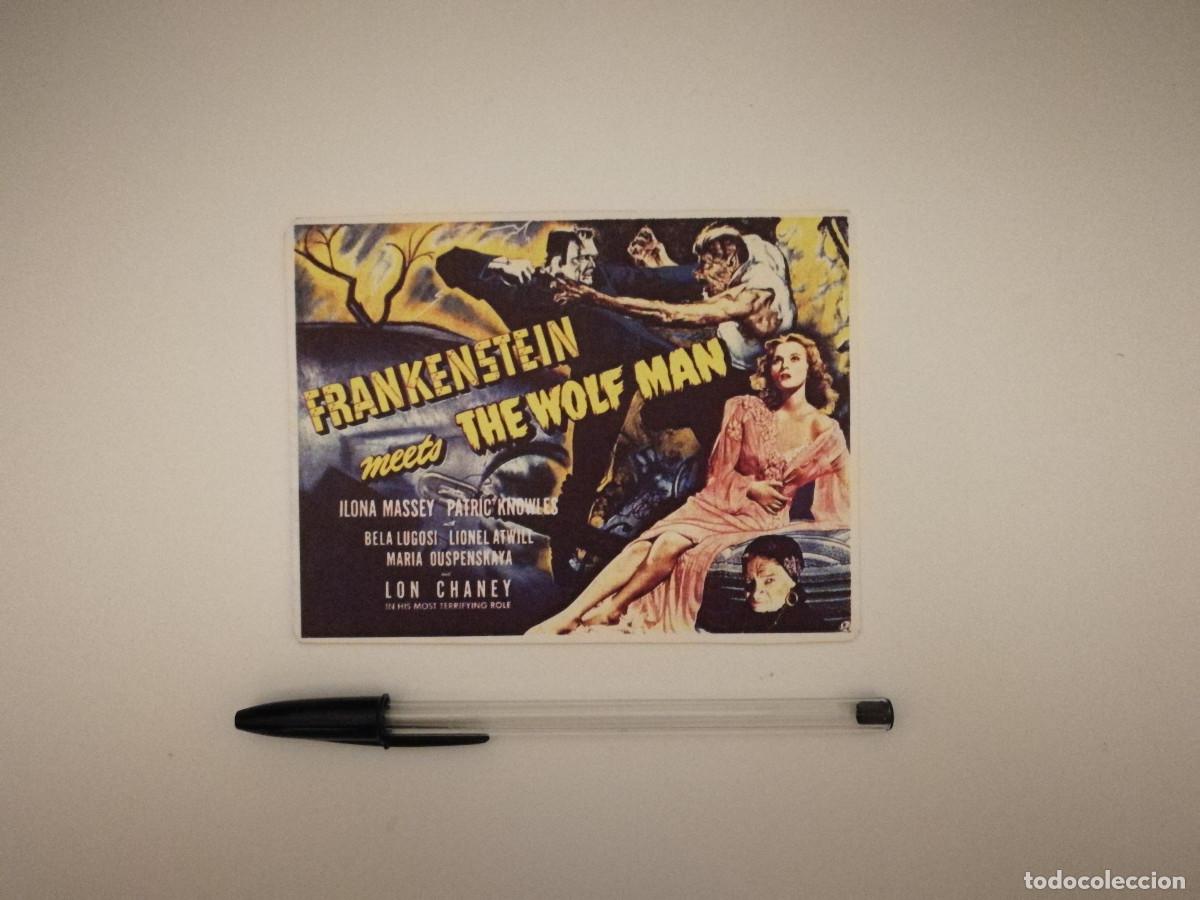 FRANKENSTEIN
meets THE WOLF MAN
ILONA MASSEY PATRIC KNOWLES
BELA LUGOSI LIONEL ATWILL
MARIA OUSPENSKAYA
and
LON CHANEY
IN HIS MOST TERRIFYING ROLE
todocoleccion